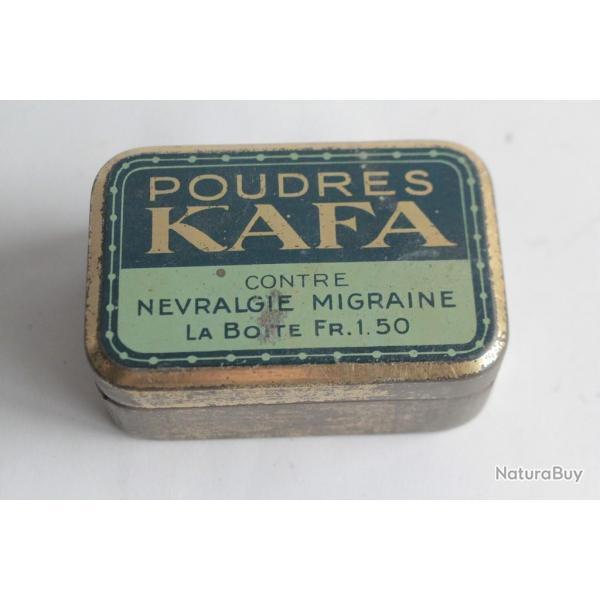 POUDRES
KAFA
CONTRE
NEVRALGIE MIGRAINE
LA BOITE FR. 1.50
NaturaBuy